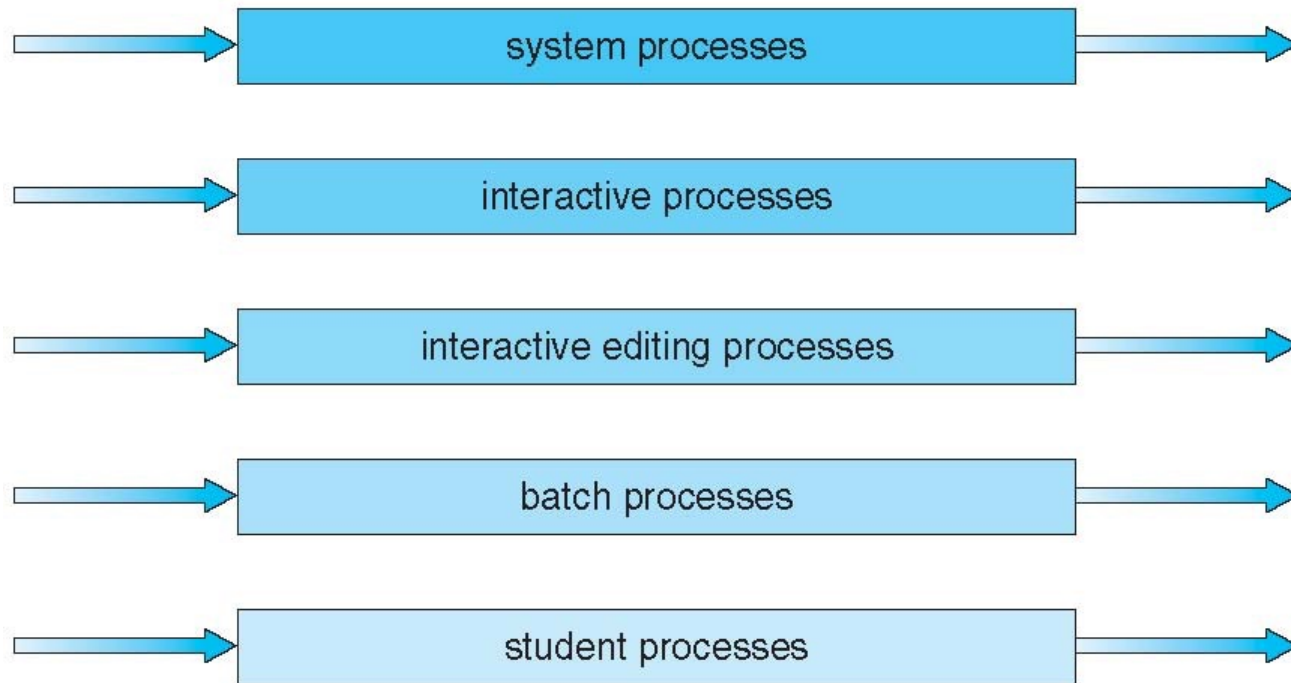 system processes
interactive processes
interactive editing processes
batch processes
student processes